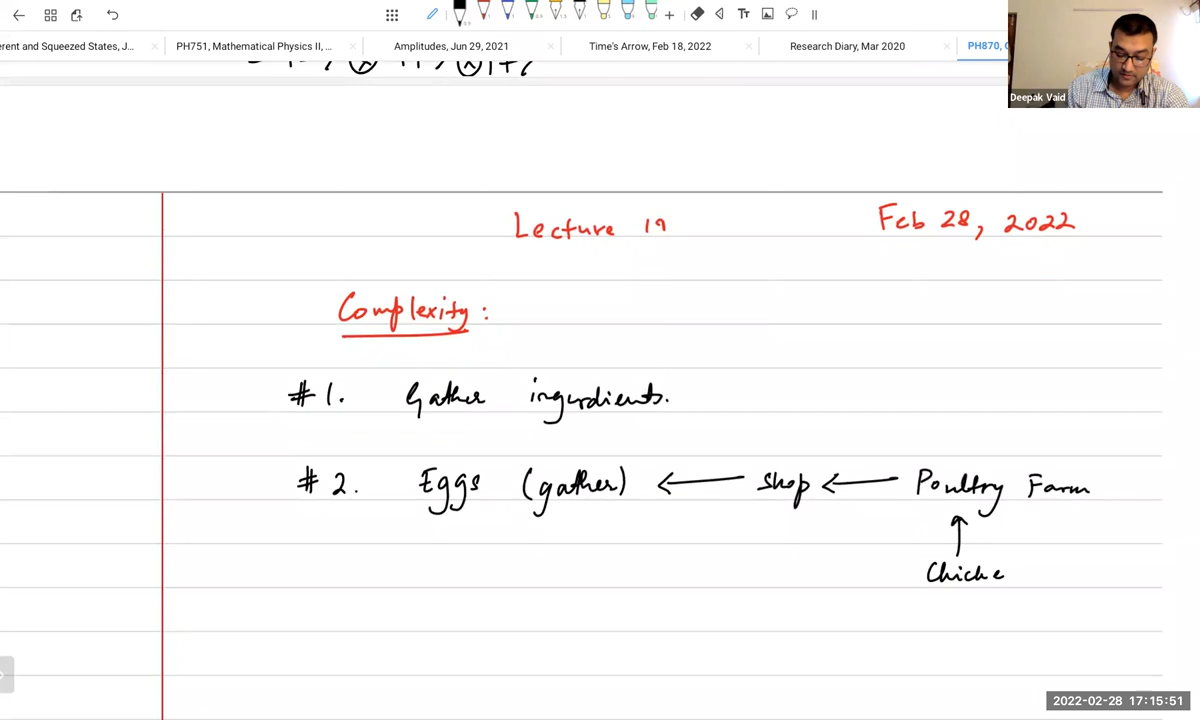 rent and Squeezed States, J...
PH751, Mathematical Physics II, ...
Amplitudes, Jun 29, 2021
Time's Arrow, Feb 18, 2022
Research Diary, Mar 2020
PH870,
Deepak Vaid
Lecture 19 Feb 28, 2022
Complexity:
#1. Gather ingredients.
#2. Eggs (gather) ← Shop ← Poultry Farm
↑
Chicke
2022-02-28 17:15:51